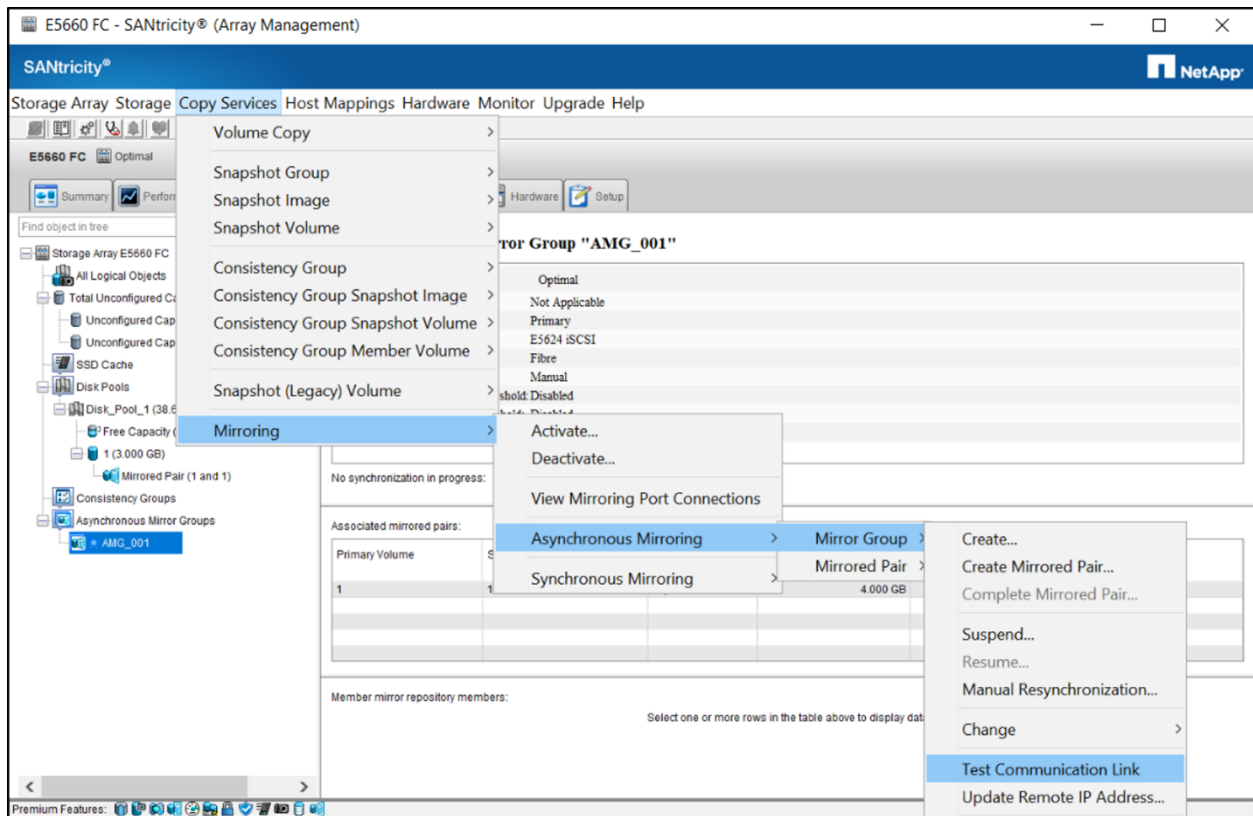 E5660 FC - SANtricity® (Array Management)
SANtricity®
NetApp
Storage Array Storage Copy Services Host Mappings Hardware Monitor Upgrade Help
E5660 FC Optimal
Summary Perfor Hardware Setup
Find object in tree
Storage Array E5660 FC
All Logical Objects
Total Unconfigured Ca
Unconfigured Cap
Unconfigured Cap
SSD Cache
Disk Pools
Disk_Pool_1 (38.6
Free Capacity (
1 (3.000 GB)
Mirrored Pair (1 and 1)
Consistency Groups
Asynchronous Mirror Groups
AMG_001
Volume Copy
Snapshot Group
Snapshot Image
Snapshot Volume
Consistency Group
Consistency Group Snapshot Image
Consistency Group Snapshot Volume
Consistency Group Member Volume
Snapshot (Legacy) Volume
Mirroring
ror Group "AMG_001"
Optimal
Not Applicable
Primary
E5624 iSCSI
Fibre
Manual
shold: Disabled
No synchronization in progress:
Associated mirrored pairs:
Primary Volume S
1 1 4.000 GB
Member mirror repository members:
Select one or more rows in the table above to display dat
Activate...
Deactivate...
View Mirroring Port Connections
Asynchronous Mirroring
Synchronous Mirroring
Mirror Group
Mirrored Pair
Create...
Create Mirrored Pair...
Complete Mirrored Pair...
Suspend...
Resume...
Manual Resynchronization...
Change
Test Communication Link
Update Remote IP Address...
Premium Features: